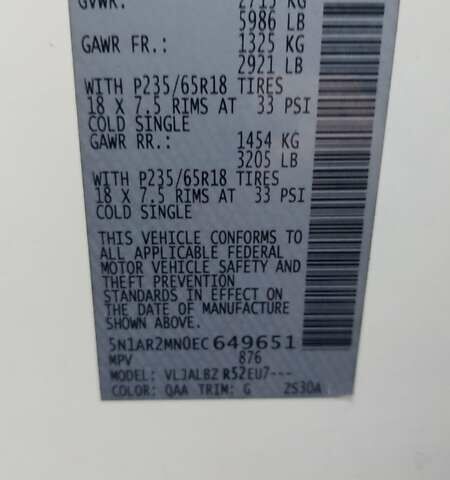 GVWR: 2715 KG
5986 LB
GAWR FR.: 1325 KG
2921 LB
WITH P235/65R18 TIRES
18 X 7.5 RIMS AT 33 PSI
COLD SINGLE
GAWR RR.: 1454 KG
3205 LB
WITH P235/65R18 TIRES
18 X 7.5 RIMS AT 33 PSI
COLD SINGLE
THIS VEHICLE CONFORMS TO
ALL APPLICABLE FEDERAL
MOTOR VEHICLE SAFETY AND
THEFT PREVENTION
STANDARDS IN EFFECT ON
THE DATE OF MANUFACTURE
SHOWN ABOVE.
5N1AR2MN0EC649651
MPV 876
MODEL: VLJALBZ R52EU7---
COLOR: QAA TRIM: G 2S30A